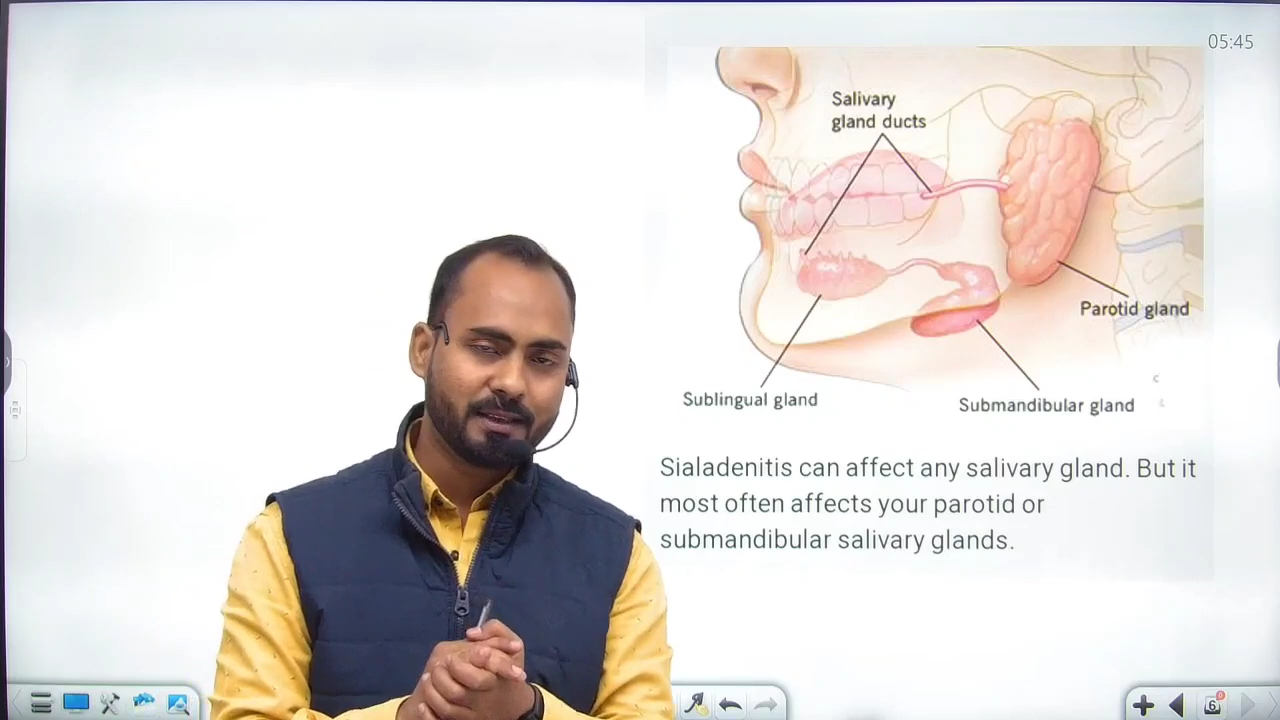 05:45
Salivary
gland ducts
Parotid gland
Sublingual gland
Submandibular gland
Sialadenitis can affect any salivary gland. But it
most often affects your parotid or
submandibular salivary glands.
6